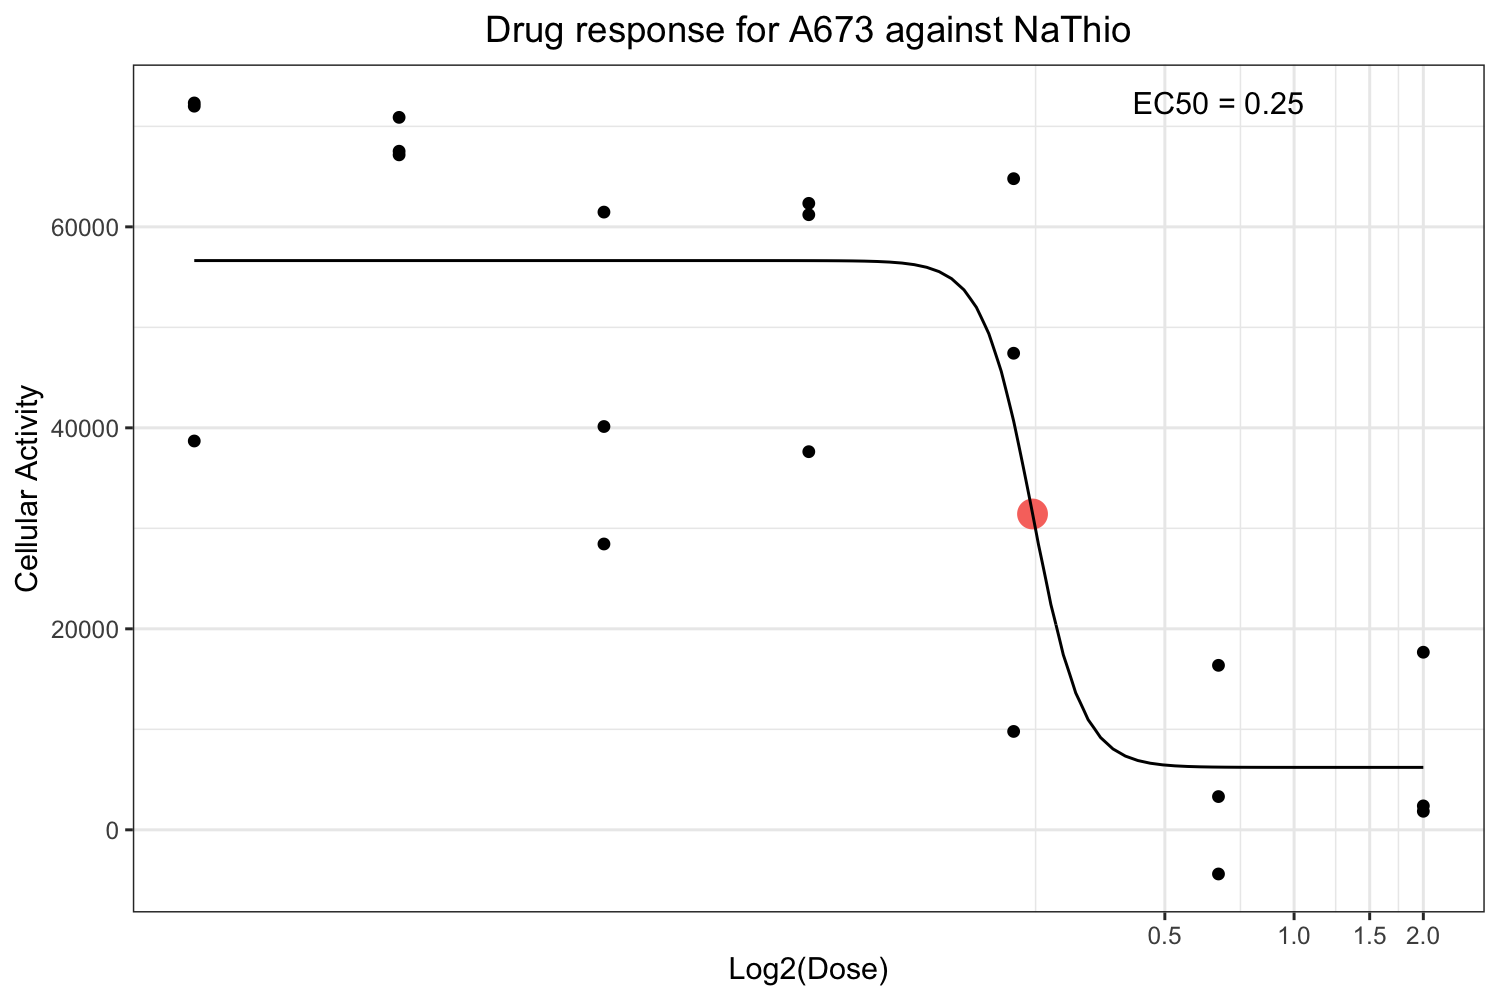 Drug response for A673 against NaThio
EC50 = 0.25
60000
40000
20000
0
Cellular Activity
0.5 1.0 1.5 2.0
Log2(Dose)